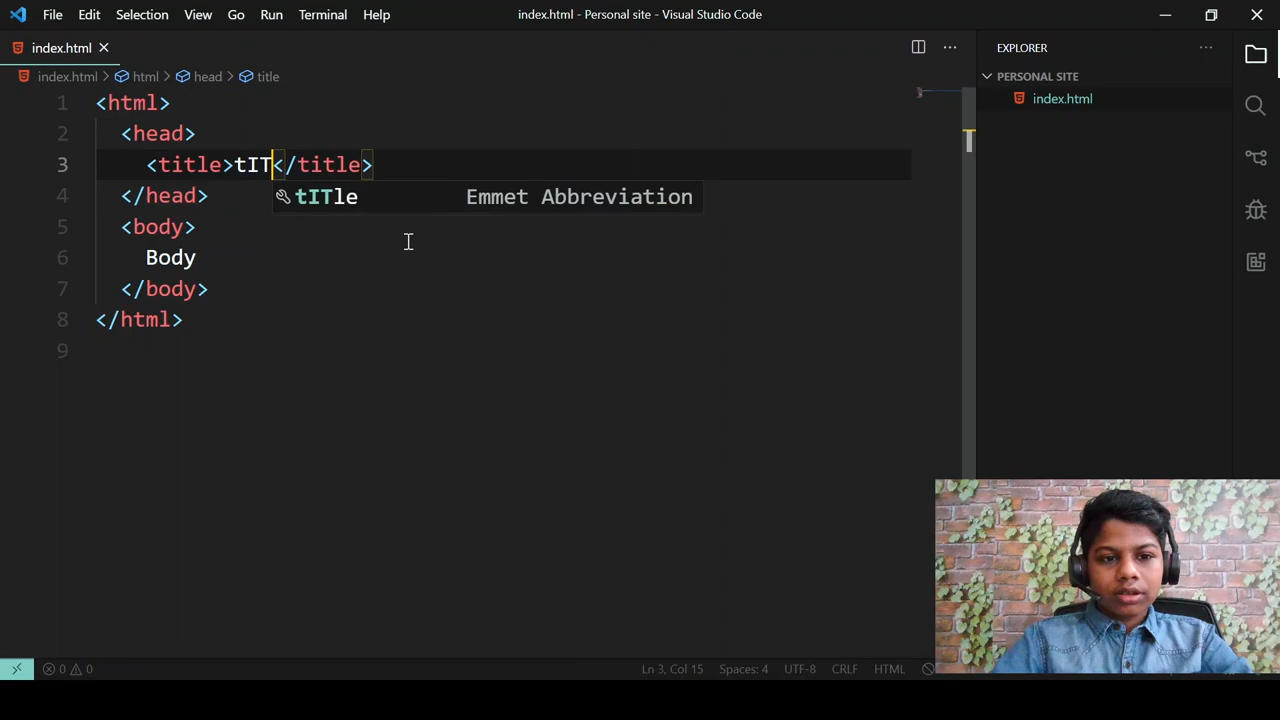 File Edit Selection View Go Run Terminal Help index.html - Personal site - Visual Studio Code
index.html
EXPLORER
index.html > html > head > title
PERSONAL SITE
index.html
1 <html>
2 <head>
3 <title>tIT</title>
tITle Emmet Abbreviation
4 </head>
5 <body>
6 Body
7 </body>
8 </html>
9
0 0 Ln 3, Col 15 Spaces: 4 UTF-8 CRLF HTML